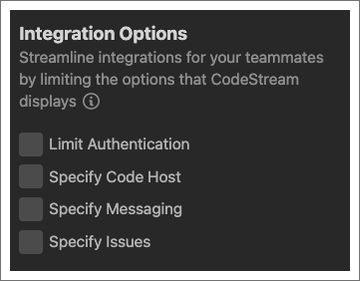 Integration Options
Streamline integrations for your teammates
by limiting the options that CodeStream
displays
Limit Authentication
Specify Code Host
Specify Messaging
Specify Issues